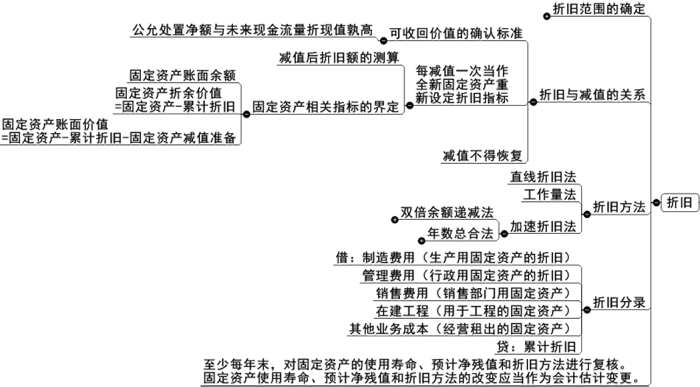 折旧范围的确定
公允处置净额与未来现金流量折现值孰高
可收回价值的确认标准
减值后折旧额的测算
固定资产账面余额
固定资产折余价值
=固定资产-累计折旧
固定资产账面价值
=固定资产-累计折旧-固定资产减值准备
固定资产相关指标的界定
每减值一次当作
全新固定资产重
新设定折旧指标
折旧与减值的关系
减值不得恢复
直线折旧法
工作量法
双倍余额递减法
年数总合法
加速折旧法
折旧方法
折旧
借：制造费用（生产用固定资产的折旧）
管理费用（行政用固定资产的折旧）
销售费用（销售部门用固定资产）
在建工程（用于工程的固定资产）
其他业务成本（经营租出的固定资产）
贷：累计折旧
折旧分录
至少每年末，对固定资产的使用寿命、预计净残值和折旧方法进行复核。
固定资产使用寿命、预计净残值和折旧方法的改变应当作为会计估计变更。